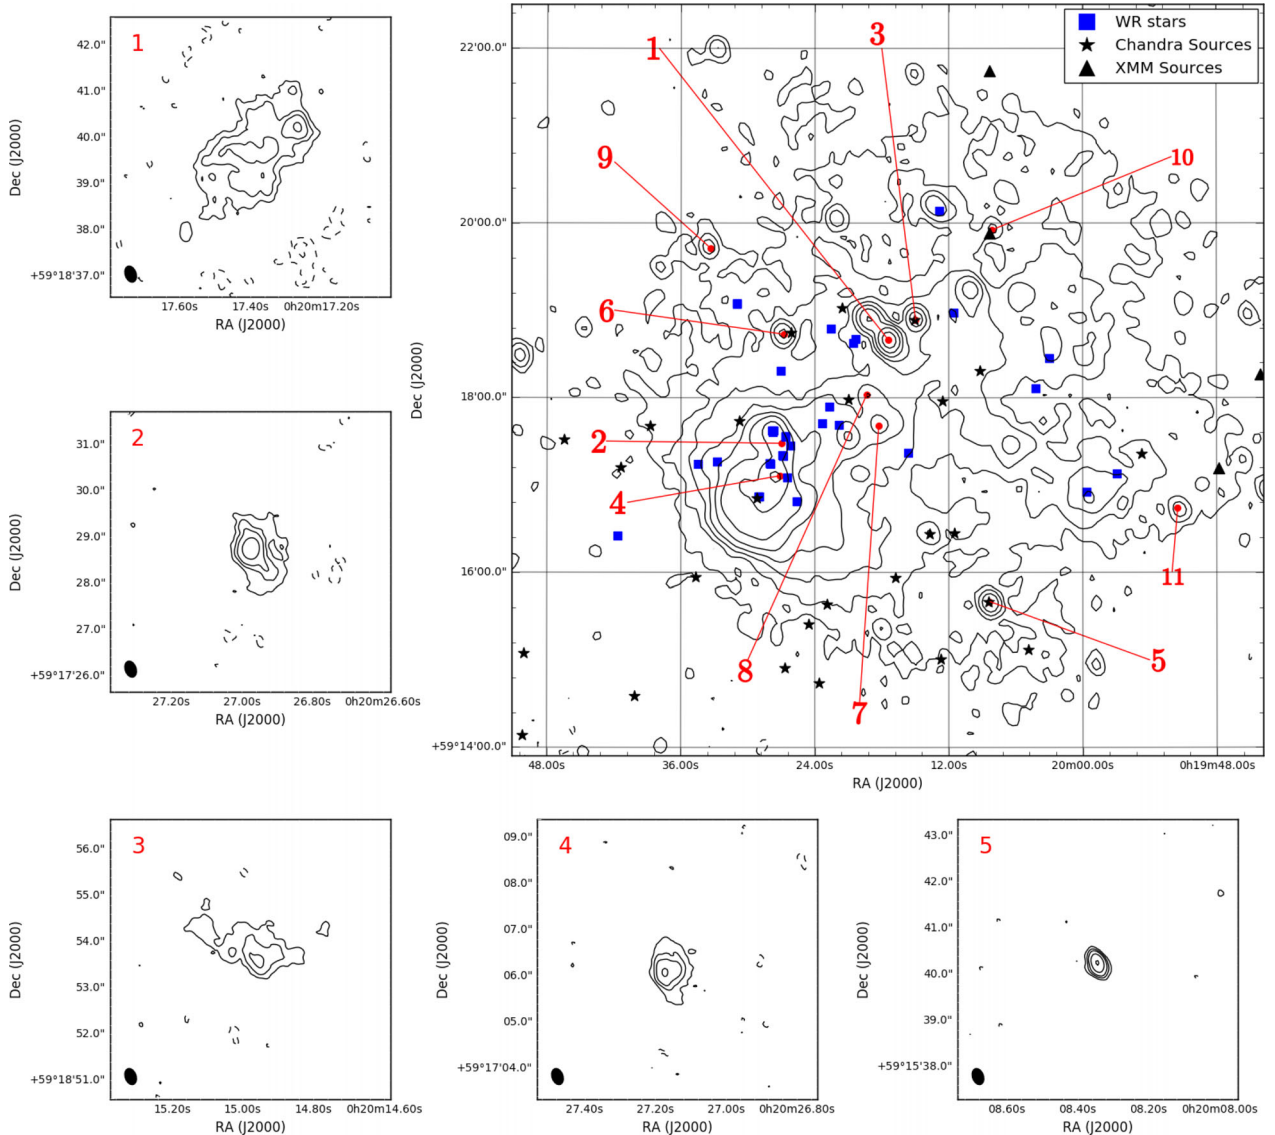 1
42.0"
41.0"
40.0"
39.0"
38.0"
+59°18'37.0"
Dec (J2000)
17.60s 17.40s 0h20m17.20s
RA (J2000)
2
31.0"
30.0"
29.0"
28.0"
27.0"
+59°17'26.0"
Dec (J2000)
27.20s 27.00s 26.80s 0h20m26.60s
RA (J2000)
WR stars
Chandra Sources
XMM Sources
22'00.0"
20'00.0"
18'00.0"
16'00.0"
+59°14'00.0"
Dec (J2000)
1
3
9
10
6
2
4
11
8
5
7
48.00s 36.00s 24.00s 12.00s 20m00.00s 0h19m48.00s
RA (J2000)
3
56.0"
55.0"
54.0"
53.0"
52.0"
+59°18'51.0"
Dec (J2000)
15.20s 15.00s 14.80s 0h20m14.60s
RA (J2000)
4
09.0"
08.0"
07.0"
06.0"
05.0"
+59°17'04.0"
Dec (J2000)
27.40s 27.20s 27.00s 0h20m26.80s
RA (J2000)
5
43.0"
42.0"
41.0"
40.0"
39.0"
+59°15'38.0"
Dec (J2000)
08.60s 08.40s 08.20s 0h20m08.00s
RA (J2000)